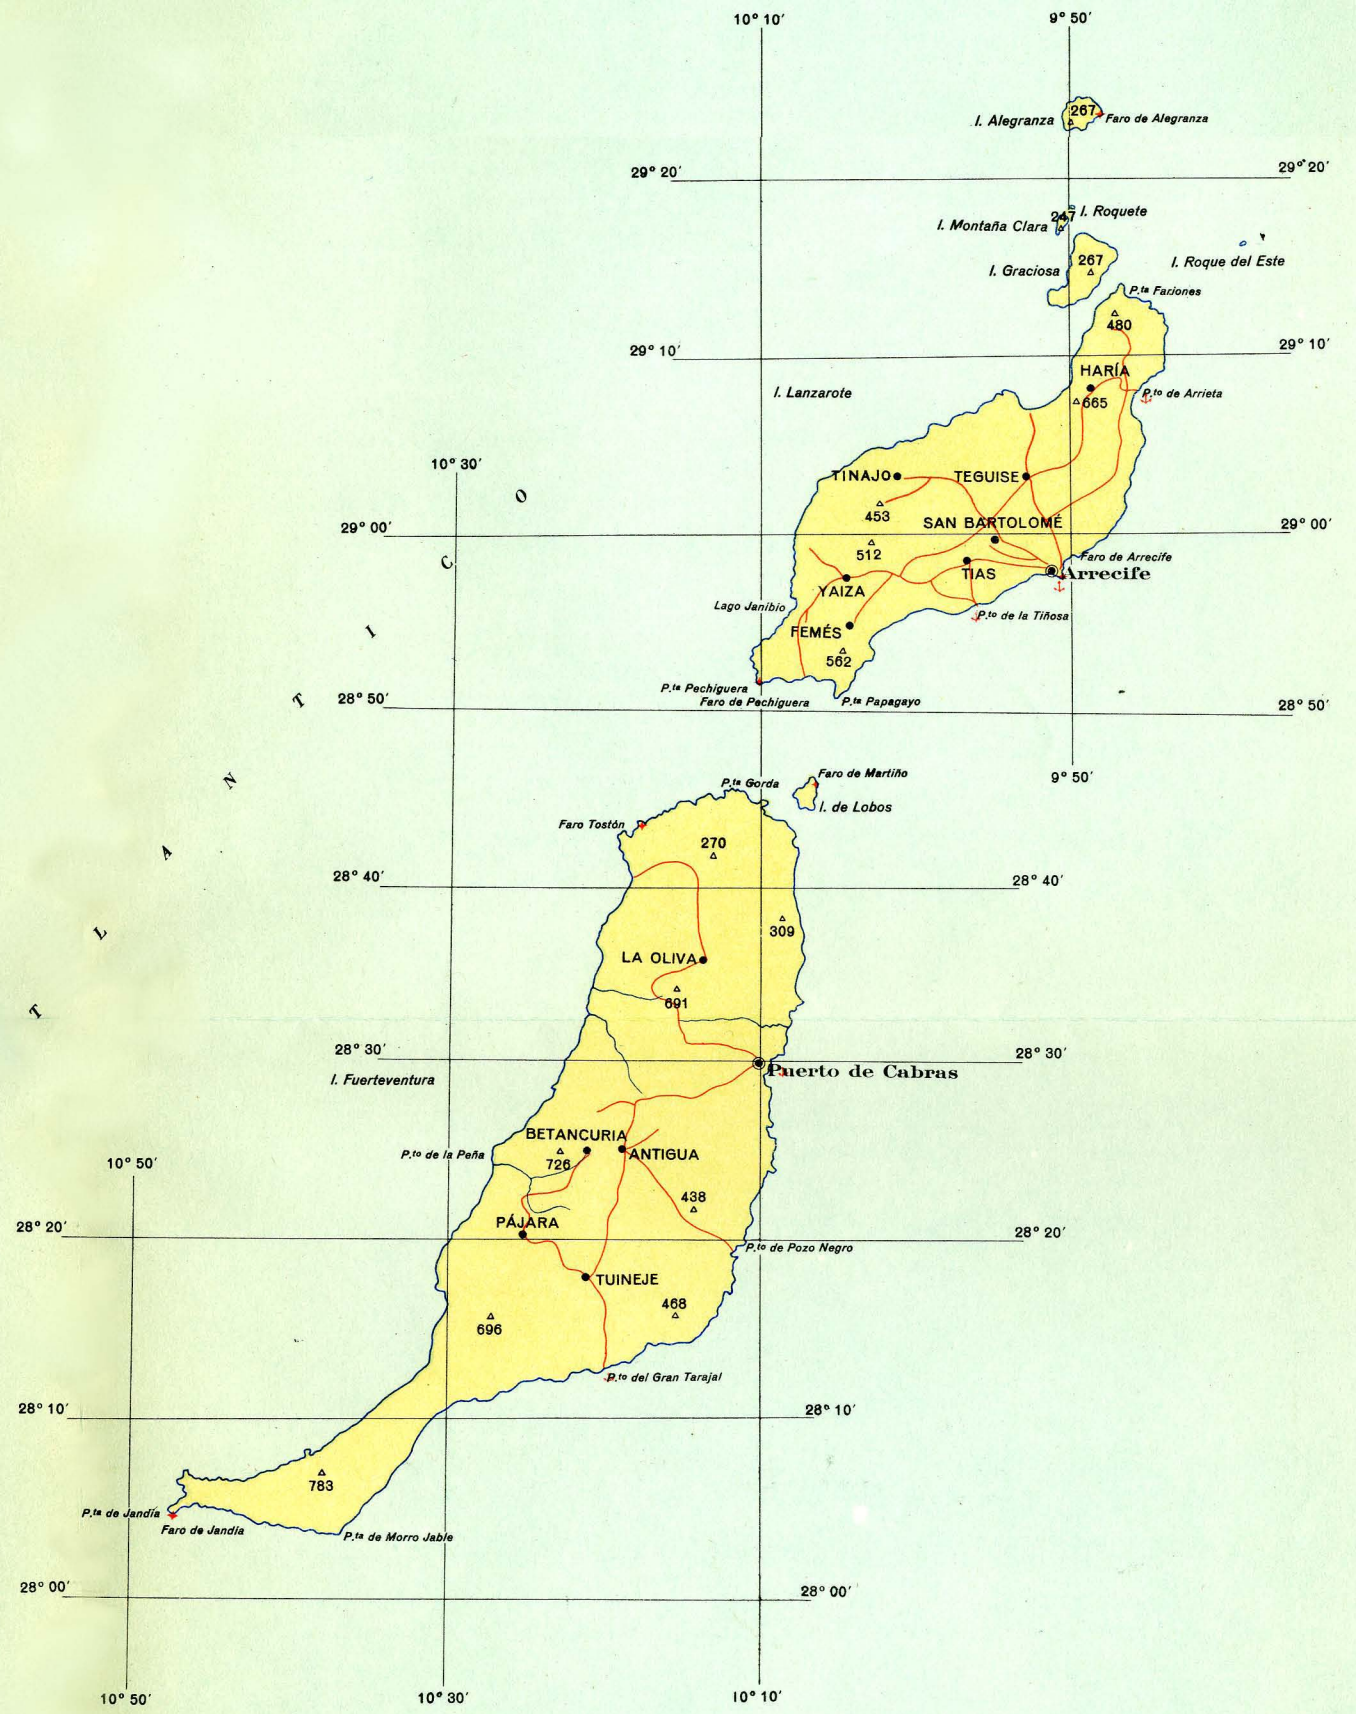 10° 10′
9° 50′
I. Alegranza
267
Faro de Alegranza
29° 20′
29° 20′
I. Roquete
247
I. Montaña Clara
I. Graciosa
267
I. Roque del Este
P.ta Fariones
480
29° 10′
29° 10′
HARÍA
I. Lanzarote
665
P.to de Arrieta
10° 30′
TINAJO
TEGUISE
O
453
SAN BARTOLOMÉ
29° 00′
29° 00′
512
Faro de Arrecife
C
TIAS
Arrecife
YAIZA
Lago Janibio
P.to de la Tiñosa
I
FEMÉS
562
P.ta Pechiguera
Faro de Pechiguera
P.ta Papagayo
28° 50′
28° 50′
T
N
9° 50′
P.ta Gorda
Faro de Martiño
I. de Lobos
Faro Tostón
A
270
28° 40′
28° 40′
L
309
LA OLIVA
691
T
28° 30′
28° 30′
I. Fuerteventura
Puerto de Cabras
BETANCURIA
P.to de la Peña
726
ANTIGUA
10° 50′
438
PÁJARA
28° 20′
28° 20′
P.to de Pozo Negro
TUINEJE
468
696
P.to del Gran Tarajal
28° 10′
28° 10′
783
P.ta de Jandía
Faro de Jandía
P.ta de Morro Jable
28° 00′
28° 00′
10° 50′
10° 30′
10° 10′